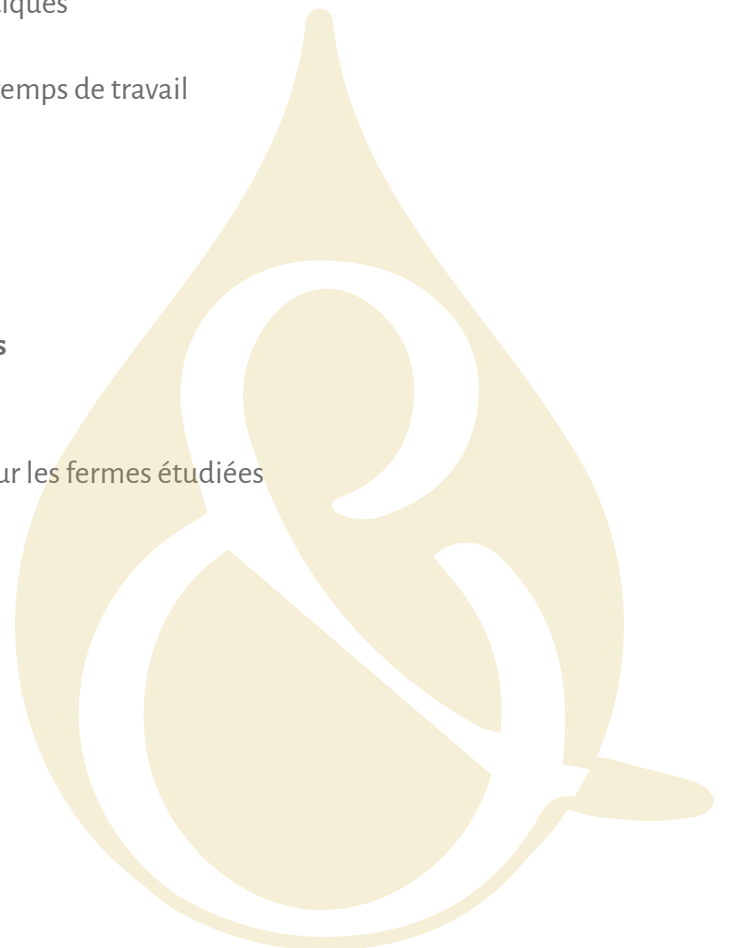 iques
emps de travail
s
ur les fermes étudiées
&